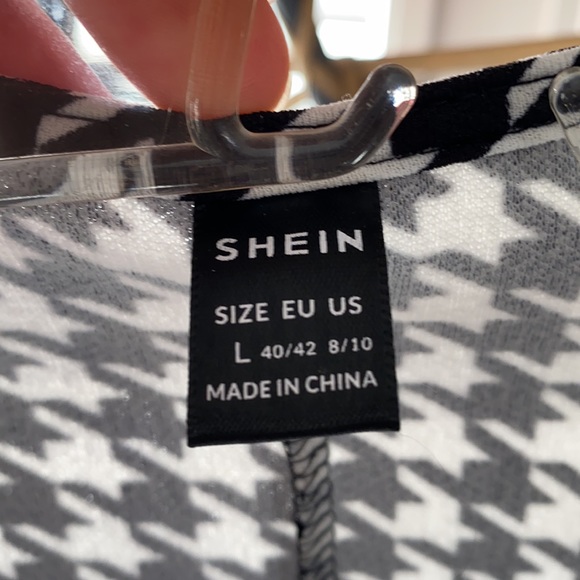 SHEIN
SIZE EU US
L 40/42 8/10
MADE IN CHINA